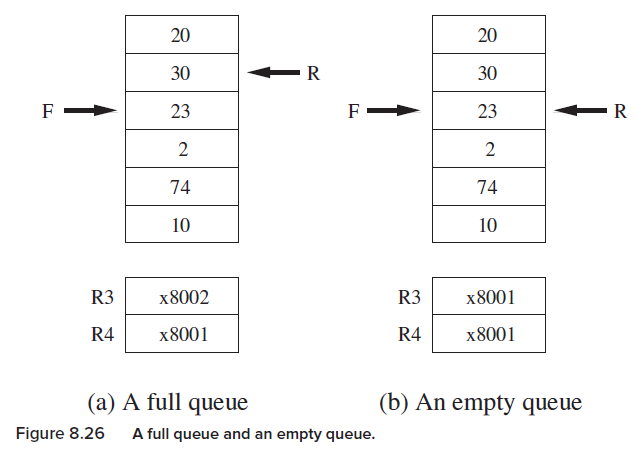 20 20
30 R 30
F 23 F 23 R
2 2
74 74
10 10
R3 x8002 R3 x8001
R4 x8001 R4 x8001
(a) A full queue (b) An empty queue
Figure 8.26 A full queue and an empty queue.